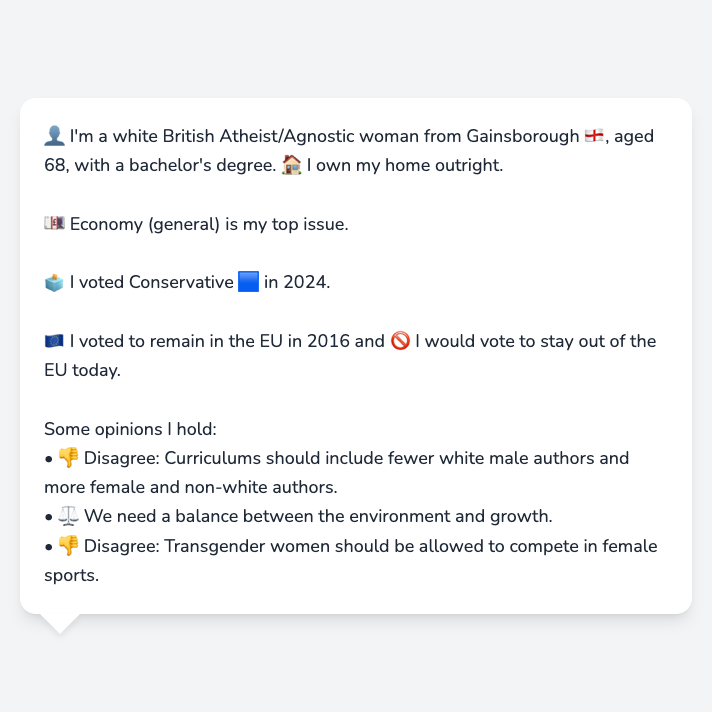 👤 I'm a white British Atheist/Agnostic woman from Gainsborough 🏴󠁧󠁢󠁥󠁮󠁧󠁿, aged
68, with a bachelor's degree. 🏠 I own my home outright.
💷 Economy (general) is my top issue.
🗳️ I voted Conservative 🟦 in 2024.
🇪🇺 I voted to remain in the EU in 2016 and 🚫 I would vote to stay out of the
EU today.
Some opinions I hold:
• 👎 Disagree: Curriculums should include fewer white male authors and
more female and non-white authors.
• ⚖️ We need a balance between the environment and growth.
• 👎 Disagree: Transgender women should be allowed to compete in female
sports.